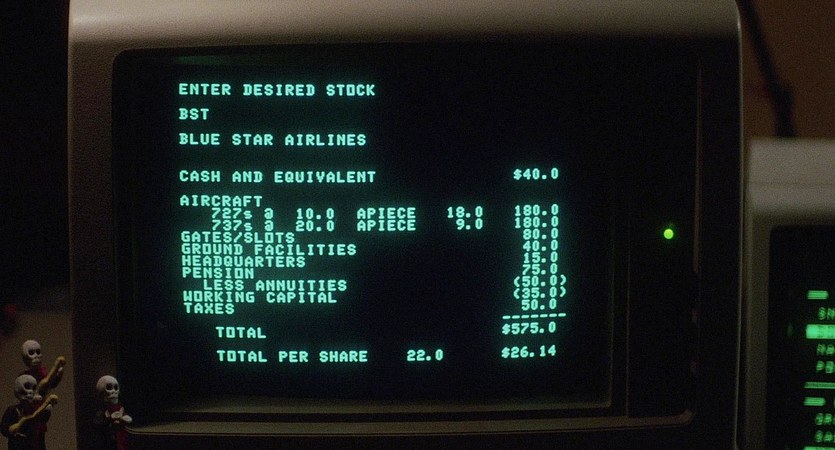 ENTER DESIRED STOCK
BST
BLUE STAR AIRLINES
CASH AND EQUIVALENT $40.0
AIRCRAFT
727s @ 10.0 APIECE 18.0 180.0
737s @ 20.0 APIECE 9.0 180.0
GATES/SLOTS 80.0
GROUND FACILITIES 40.0
HEADQUARTERS 15.0
PENSION 75.0
LESS ANNUITIES (50.0)
WORKING CAPITAL (35.0)
TAXES 50.0
TOTAL $575.0
TOTAL PER SHARE 22.0 $26.14